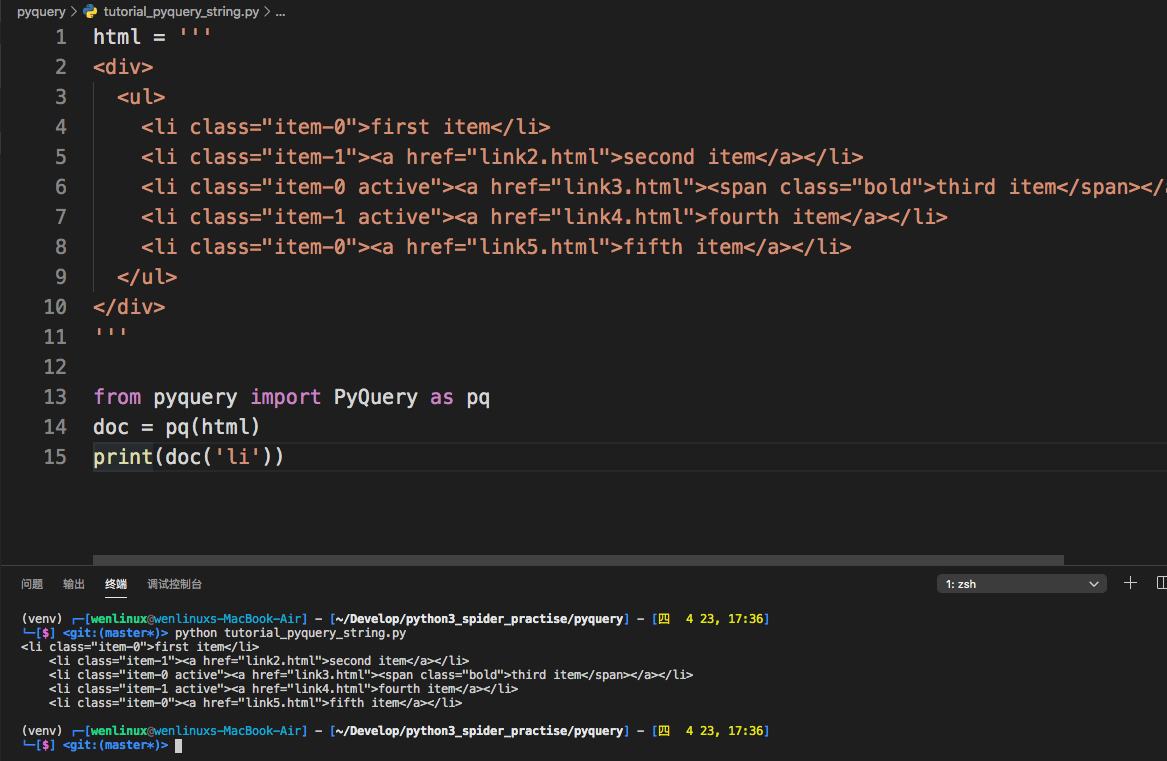 pyquery > tutorial_pyquery_string.py > ...
1 html = '''
2 <div>
3 <ul>
4 <li class="item-0">first item</li>
5 <li class="item-1"><a href="link2.html">second item</a></li>
6 <li class="item-0 active"><a href="link3.html"><span class="bold">third item</span></a
7 <li class="item-1 active"><a href="link4.html">fourth item</a></li>
8 <li class="item-0"><a href="link5.html">fifth item</a></li>
9 </ul>
10 </div>
11 '''
12
13 from pyquery import PyQuery as pq
14 doc = pq(html)
15 print(doc('li'))
问题 输出 终端 调试控制台 1: zsh
(venv) ┌─[wenlinux@wenlinuxs-MacBook-Air] - [~/Develop/python3_spider_practise/pyquery] - [四 4 23, 17:36]
└─[$] <git:(master*)> python tutorial_pyquery_string.py
<li class="item-0">first item</li>
<li class="item-1"><a href="link2.html">second item</a></li>
<li class="item-0 active"><a href="link3.html"><span class="bold">third item</span></a></li>
<li class="item-1 active"><a href="link4.html">fourth item</a></li>
<li class="item-0"><a href="link5.html">fifth item</a></li>
(venv) ┌─[wenlinux@wenlinuxs-MacBook-Air] - [~/Develop/python3_spider_practise/pyquery] - [四 4 23, 17:36]
└─[$] <git:(master*)>